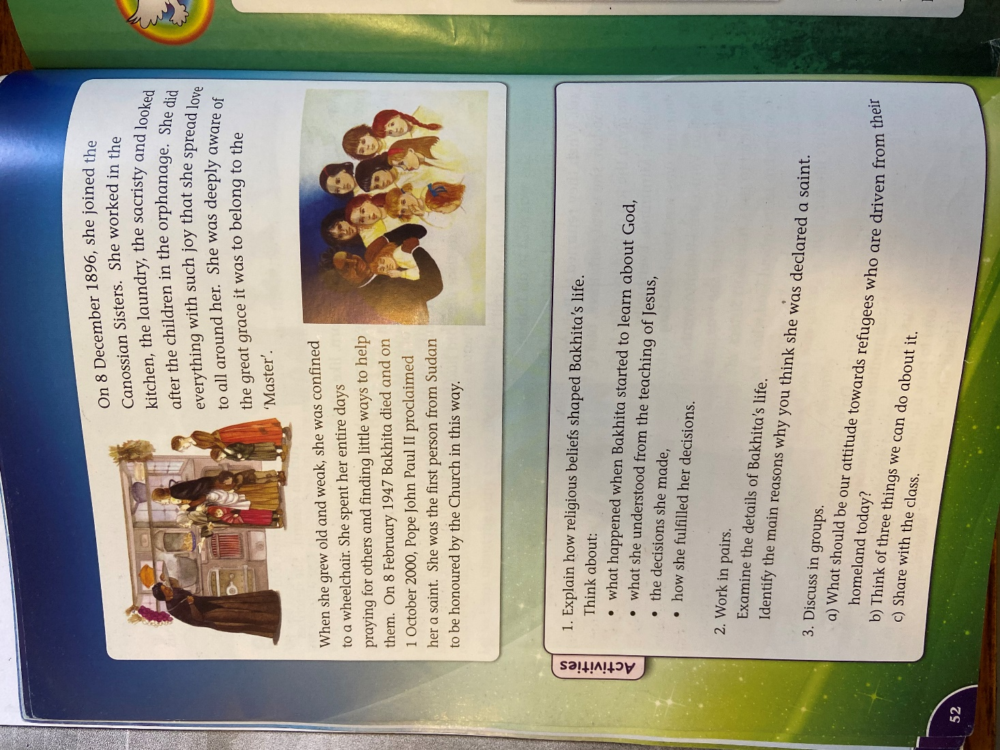 On 8 December 1896, she joined the
Canossian Sisters. She worked in the
kitchen, the laundry, the sacristy and looked
after the children in the orphanage. She did
everything with such joy that she spread love
to all around her. She was deeply aware of
the great grace it was to belong to the
‘Master’.
When she grew old and weak, she was confined
to a wheelchair. She spent her entire days
praying for others and finding little ways to help
them. On 8 February 1947 Bakhita died and on
1 October 2000, Pope John Paul II proclaimed
her a saint. She was the first person from Sudan
to be honoured by the Church in this way.
Activities
1. Explain how religious beliefs shaped Bakhita’s life.
Think about:
• what happened when Bakhita started to learn about God,
• what she understood from the teaching of Jesus,
• the decisions she made,
• how she fulfilled her decisions.
2. Work in pairs.
Examine the details of Bakhita’s life.
Identify the main reasons why you think she was declared a saint.
3. Discuss in groups.
a) What should be our attitude towards refugees who are driven from their
homeland today?
b) Think of three things we can do about it.
c) Share with the class.
52